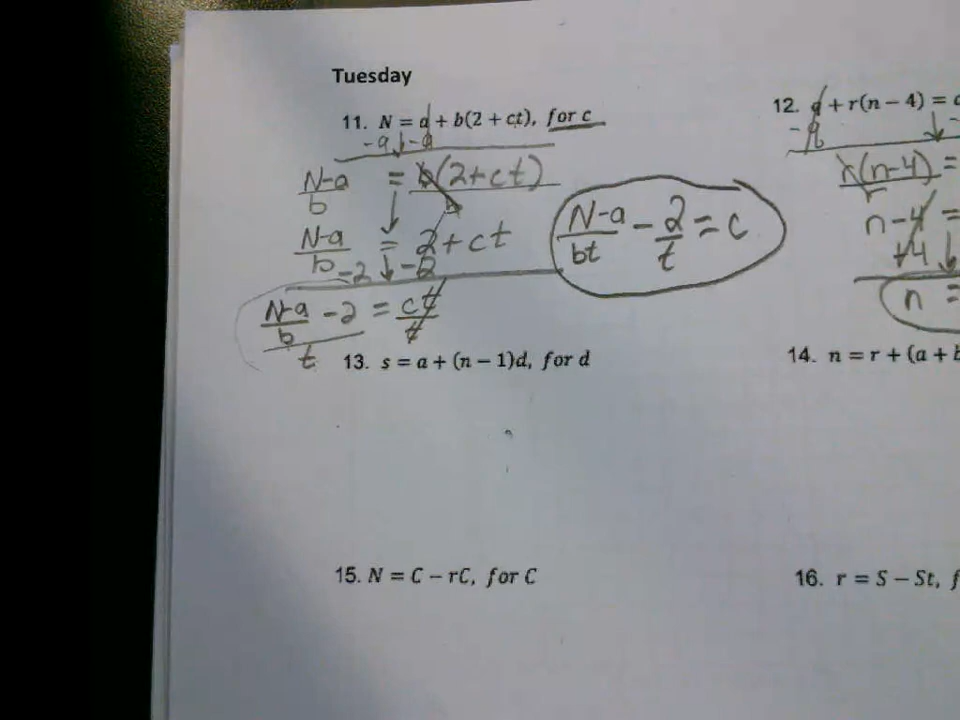 Tuesday
11. N = a + b(2 + ct), for c
-a -a
N-a/b = b(2+ct)/b
N-a/b = 2+ct
-2 -2
(N-a/b - 2)/t = ct/t
N-a/bt - 2/t = c
12. a + r(n - 4) =
-a
r(n-4)/r =
n-4 =
+4
n =
13. s = a + (n - 1)d, for d
14. n = r + (a + b
15. N = C - rC, for C
16. r = S - St, f